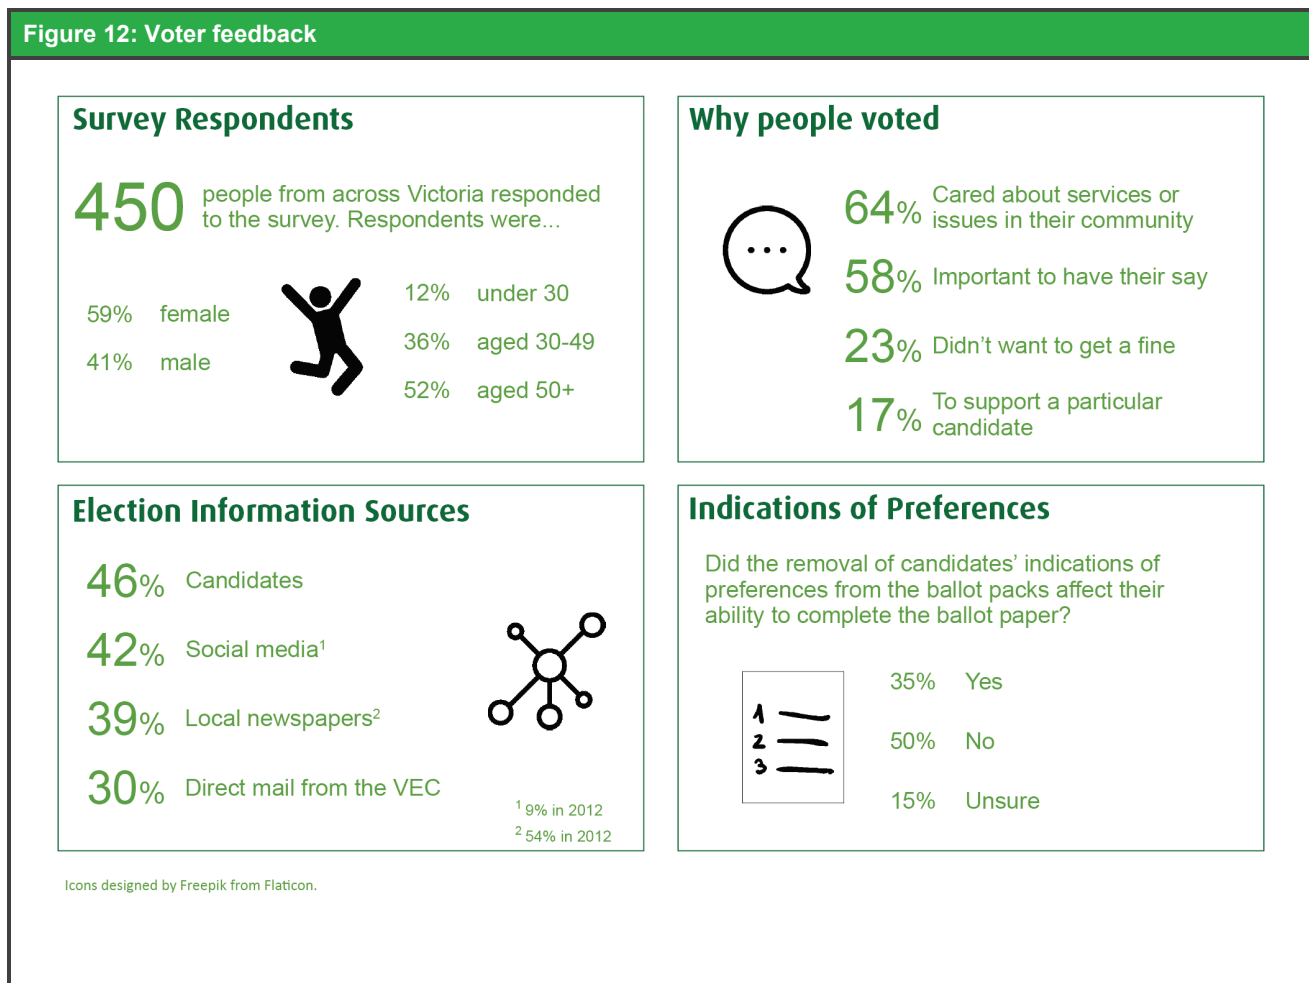 Figure 12: Voter feedback
Survey Respondents
450 people from across Victoria responded
to the survey. Respondents were...
59% female
41% male
12% under 30
36% aged 30-49
52% aged 50+
Why people voted
64% Cared about services or
issues in their community
58% Important to have their say
23% Didn’t want to get a fine
17% To support a particular
candidate
Election Information Sources
46% Candidates
42% Social media¹
39% Local newspapers²
30% Direct mail from the VEC
¹ 9% in 2012
² 54% in 2012
Indications of Preferences
Did the removal of candidates’ indications of
preferences from the ballot packs affect their
ability to complete the ballot paper?
1
2
3
35% Yes
50% No
15% Unsure
Icons designed by Freepik from Flaticon.